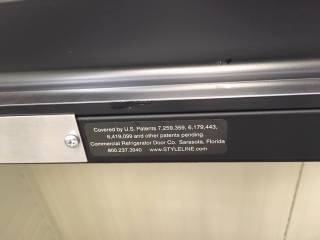 Covered by U.S. Patents 7,259,359, 6,179,443,
6,419,099 and other patents pending.
Commercial Refrigerator Door Co. Sarasota, Florida
800.237.3940 www.STYLELINE.com